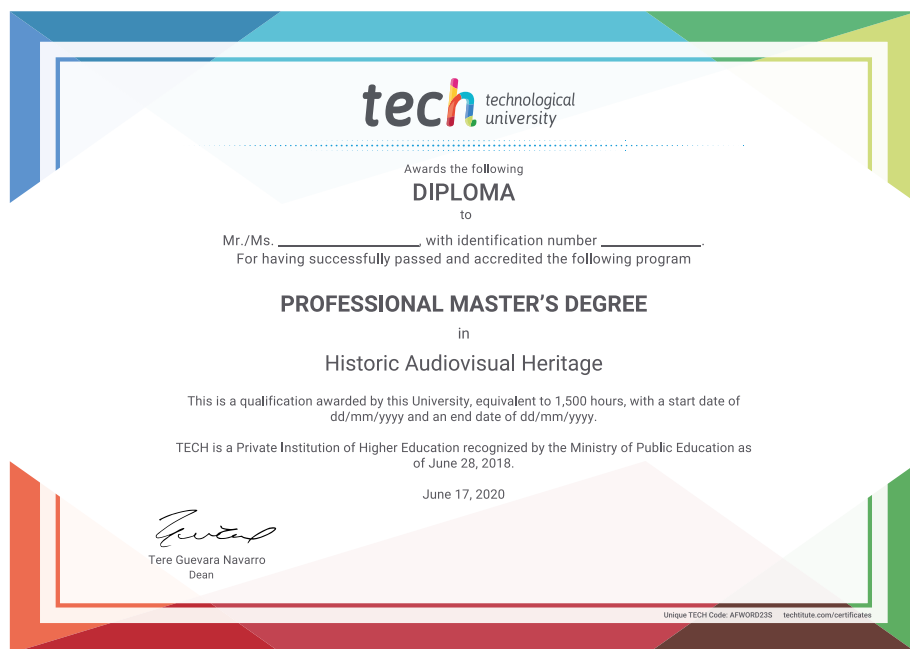 tech technological
university
Awards the following
DIPLOMA
to
Mr./Ms. ____________________, with identification number ______________.
For having successfully passed and accredited the following program
PROFESSIONAL MASTER'S DEGREE
in
Historic Audiovisual Heritage
This is a qualification awarded by this University, equivalent to 1,500 hours, with a start date of
dd/mm/yyyy and an end date of dd/mm/yyyy.
TECH is a Private Institution of Higher Education recognized by the Ministry of Public Education as
of June 28, 2018.
June 17, 2020
Tere Guevara Navarro
Dean
Unique TECH Code: AFWORD23S techtitute.com/certificates